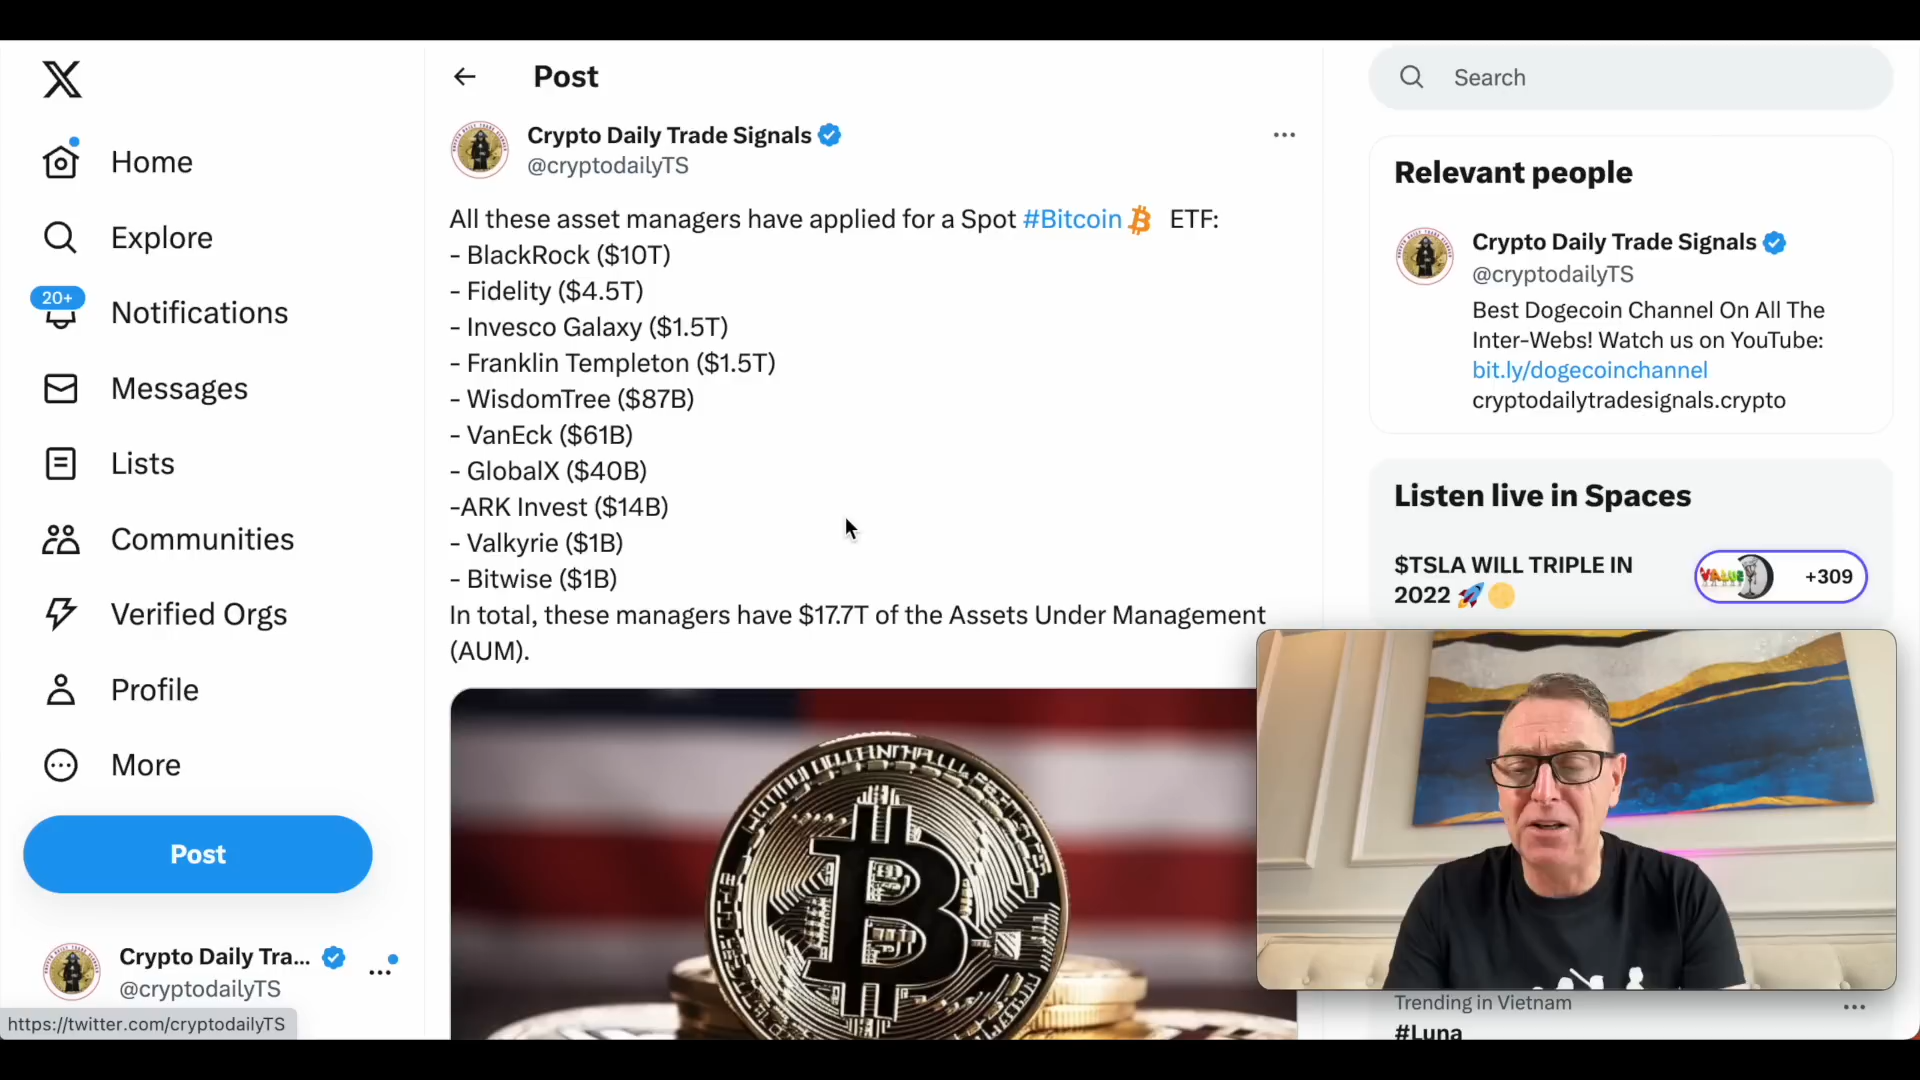 Home
Explore
20+
Notifications
Messages
Lists
Communities
Verified Orgs
Profile
More
Post
Crypto Daily Tra...
@cryptodailyTS
https://twitter.com/cryptodailyTS
Post
Crypto Daily Trade Signals
@cryptodailyTS
All these asset managers have applied for a Spot #Bitcoin ETF:
- BlackRock ($10T)
- Fidelity ($4.5T)
- Invesco Galaxy ($1.5T)
- Franklin Templeton ($1.5T)
- WisdomTree ($87B)
- VanEck ($61B)
- GlobalX ($40B)
-ARK Invest ($14B)
- Valkyrie ($1B)
- Bitwise ($1B)
In total, these managers have $17.7T of the Assets Under Management
(AUM).
Search
Relevant people
Crypto Daily Trade Signals
@cryptodailyTS
Best Dogecoin Channel On All The
Inter-Webs! Watch us on YouTube:
bit.ly/dogecoinchannel
cryptodailytradesignals.crypto
Listen live in Spaces
$TSLA WILL TRIPLE IN
2022
VALUE
+309
Trending in Vietnam
#Luna